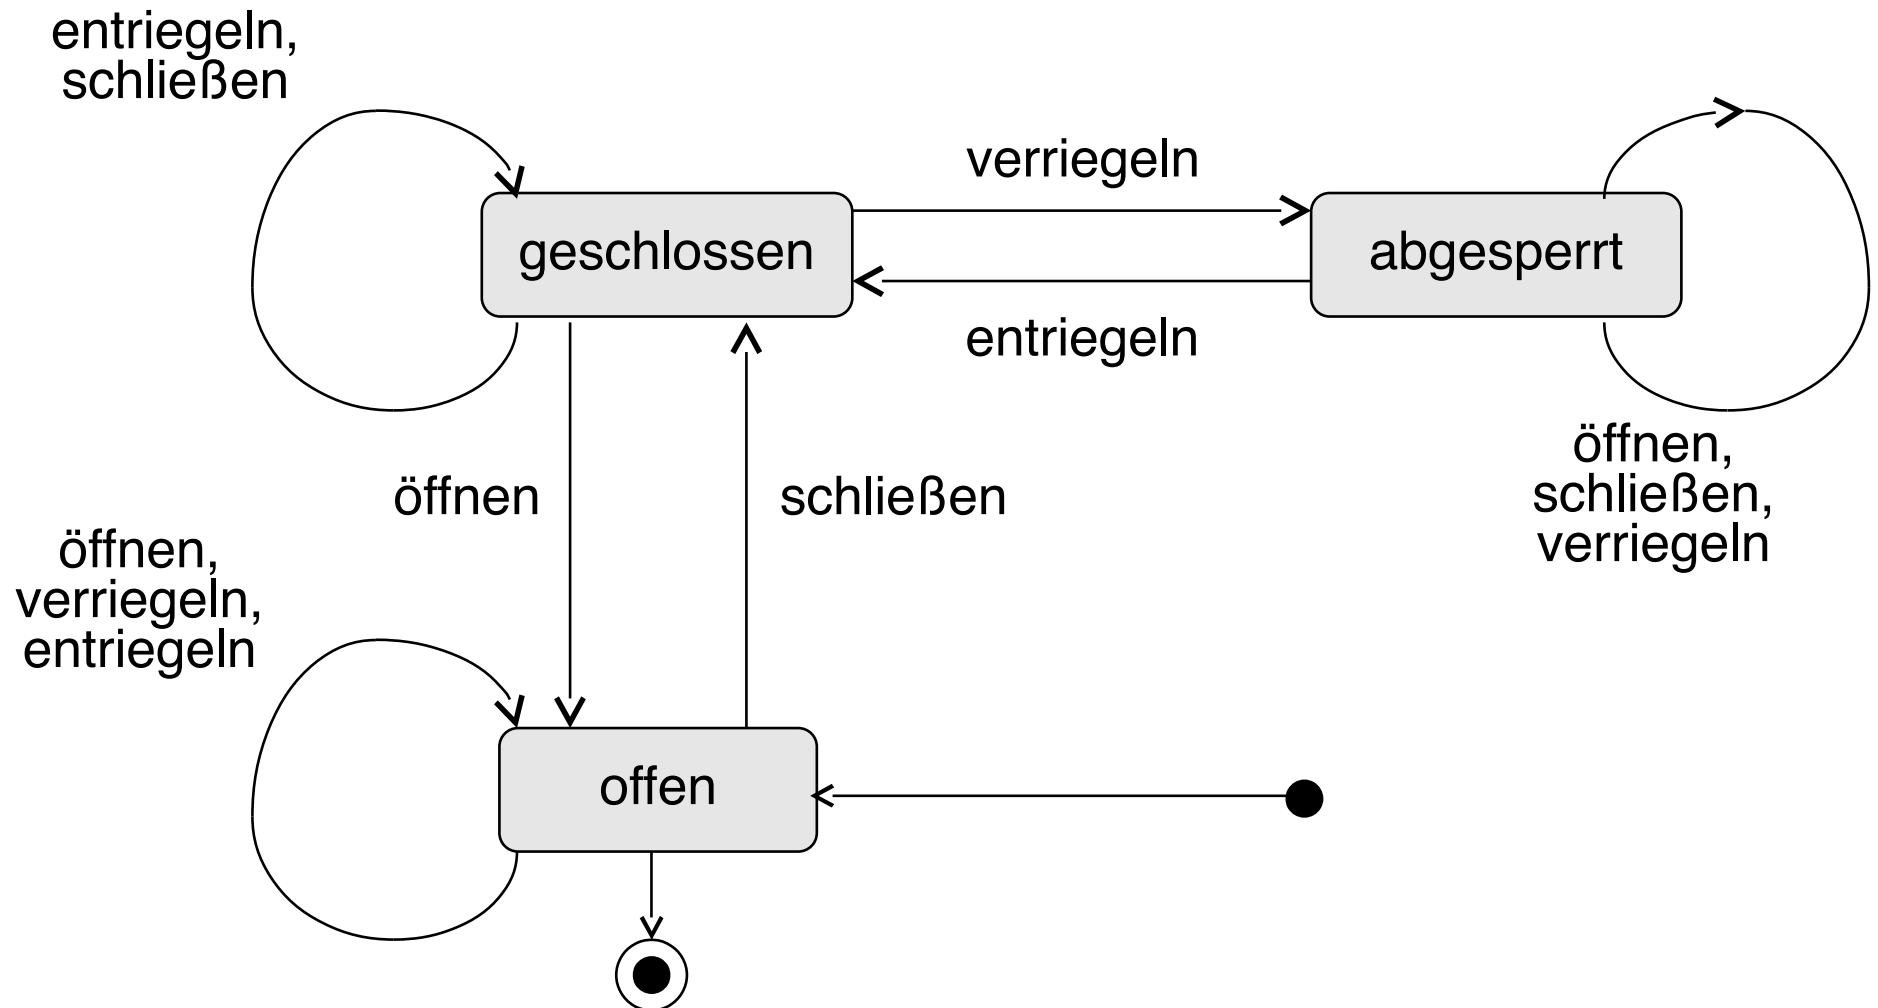 entriegeln,
schließen
verriegeln
geschlossen
abgesperrt
entriegeln
öffnen
schließen
öffnen,
schließen,
verriegeln
öffnen,
verriegeln,
entriegeln
offen